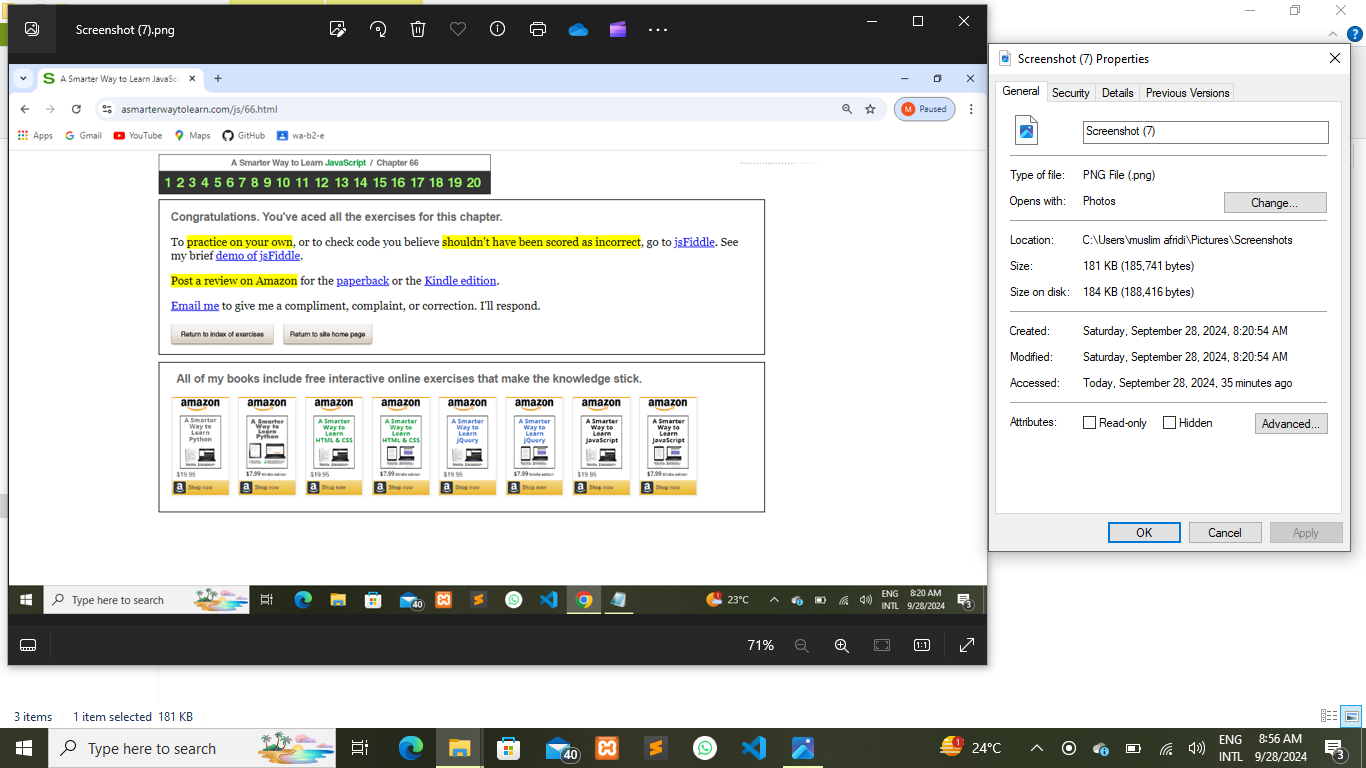 Screenshot (7).png
A Smarter Way to Learn JavaSc
asmarterwaytolearn.com/js/66.html
M Paused
Apps Gmail YouTube Maps GitHub wa-b2-e
A Smarter Way to Learn JavaScript / Chapter 66
1 2 3 4 5 6 7 8 9 10 11 12 13 14 15 16 17 18 19 20
Congratulations. You've aced all the exercises for this chapter.
To practice on your own, or to check code you believe shouldn't have been scored as incorrect, go to jsFiddle. See
my brief demo of jsFiddle.
Post a review on Amazon for the paperback or the Kindle edition.
Email me to give me a compliment, complaint, or correction. I'll respond.
Return to index of exercises Return to site home page
All of my books include free interactive online exercises that make the knowledge stick.
amazon amazon amazon amazon amazon amazon amazon amazon
A Smarter A Smarter A Smarter A Smarter A Smarter A Smarter A Smarter A Smarter
Way to Way to Way to Way to Way to Way to Way to Way to
Learn Learn Learn Learn Learn Learn Learn Learn
Python Python HTML & CSS HTML & CSS jQuery jQuery JavaScript JavaScript
$19.95 $7.99 Kindle edition $19.95 $7.99 Kindle edition $19.95 $7.99 Kindle edition $19.95 $7.99 Kindle edition
Shop now Shop now Shop now Shop now Shop now Shop now Shop now Shop now
Type here to search 40 1 23°C ENG 8:20 AM
INTL 9/28/2024 3
71% 1:1
Screenshot (7) Properties
General Security Details Previous Versions
Screenshot (7)
Type of file: PNG File (.png)
Opens with: Photos Change...
Location: C:\Users\muslim afridi\Pictures\Screenshots
Size: 181 KB (185,741 bytes)
Size on disk: 184 KB (188,416 bytes)
Created: Saturday, September 28, 2024, 8:20:54 AM
Modified: Saturday, September 28, 2024, 8:20:54 AM
Accessed: Today, September 28, 2024, 35 minutes ago
Attributes: Read-only Hidden Advanced...
OK Cancel Apply
3 items 1 item selected 181 KB
Type here to search 40 1 24°C ENG 8:56 AM
INTL 9/28/2024 3